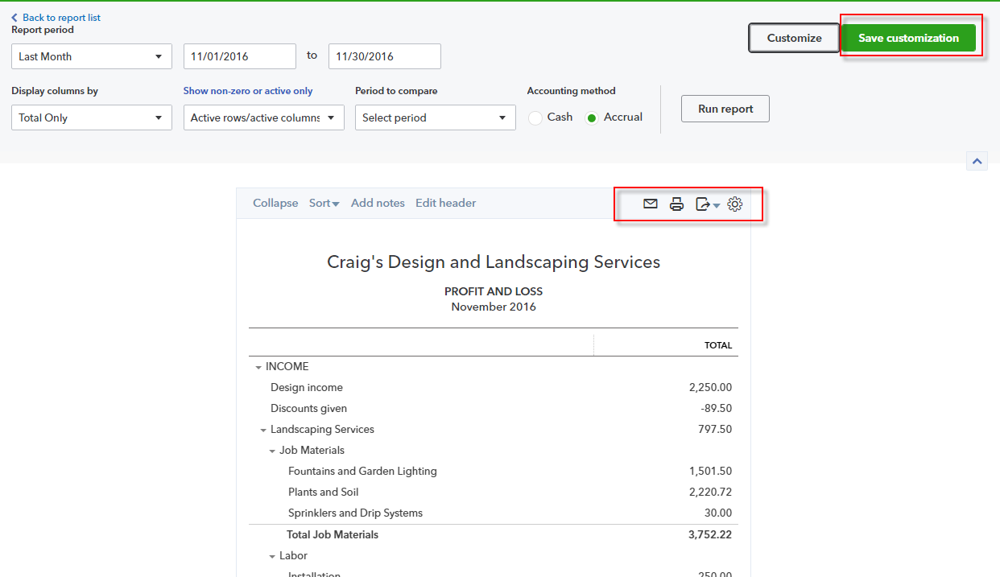 Back to report list
Report period
Customize
Save customization
Last Month
11/01/2016
to
11/30/2016
Display columns by
Show non-zero or active only
Period to compare
Accounting method
Total Only
Active rows/active columns
Select period
Cash
Accrual
Run report
Collapse Sort Add notes Edit header
Craig's Design and Landscaping Services
PROFIT AND LOSS
November 2016
TOTAL
INCOME
Design income 2,250.00
Discounts given -89.50
Landscaping Services 797.50
Job Materials
Fountains and Garden Lighting 1,501.50
Plants and Soil 2,220.72
Sprinklers and Drip Systems 30.00
Total Job Materials 3,752.22
Labor
Installation 250.00